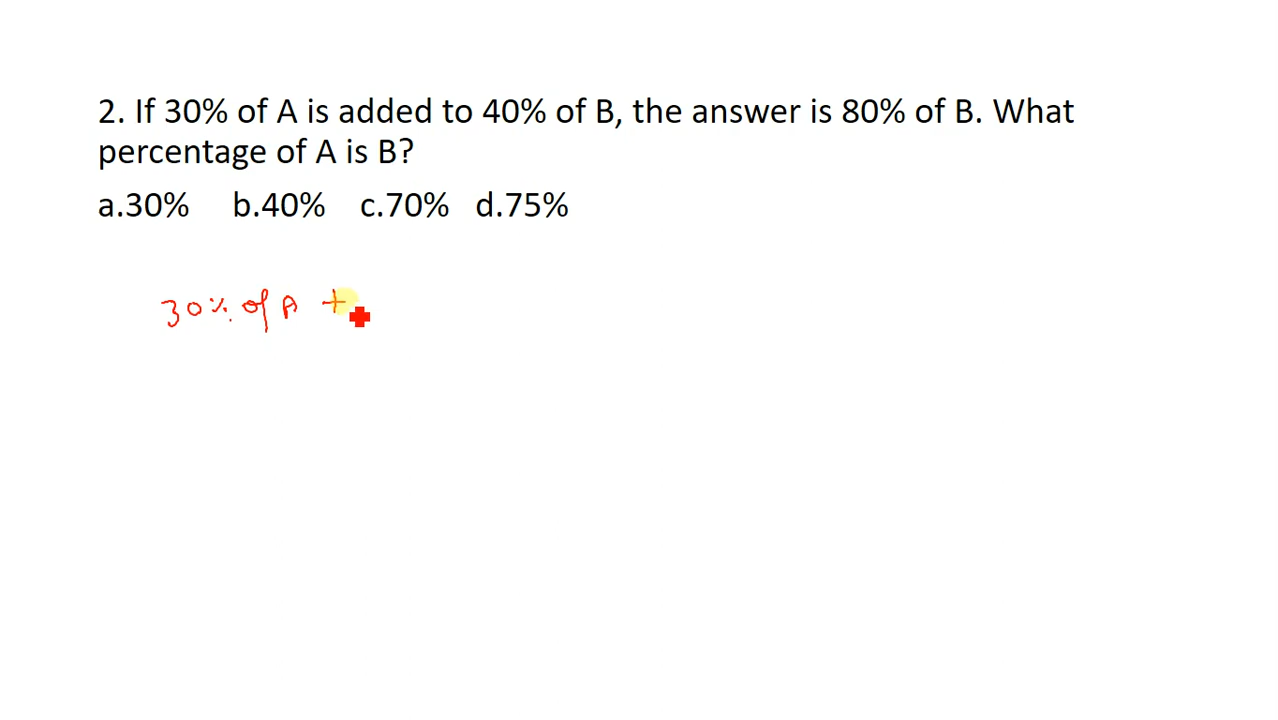 2. If 30% of A is added to 40% of B, the answer is 80% of B. What
percentage of A is B?
a.30% b.40% c.70% d.75%
30% of A +